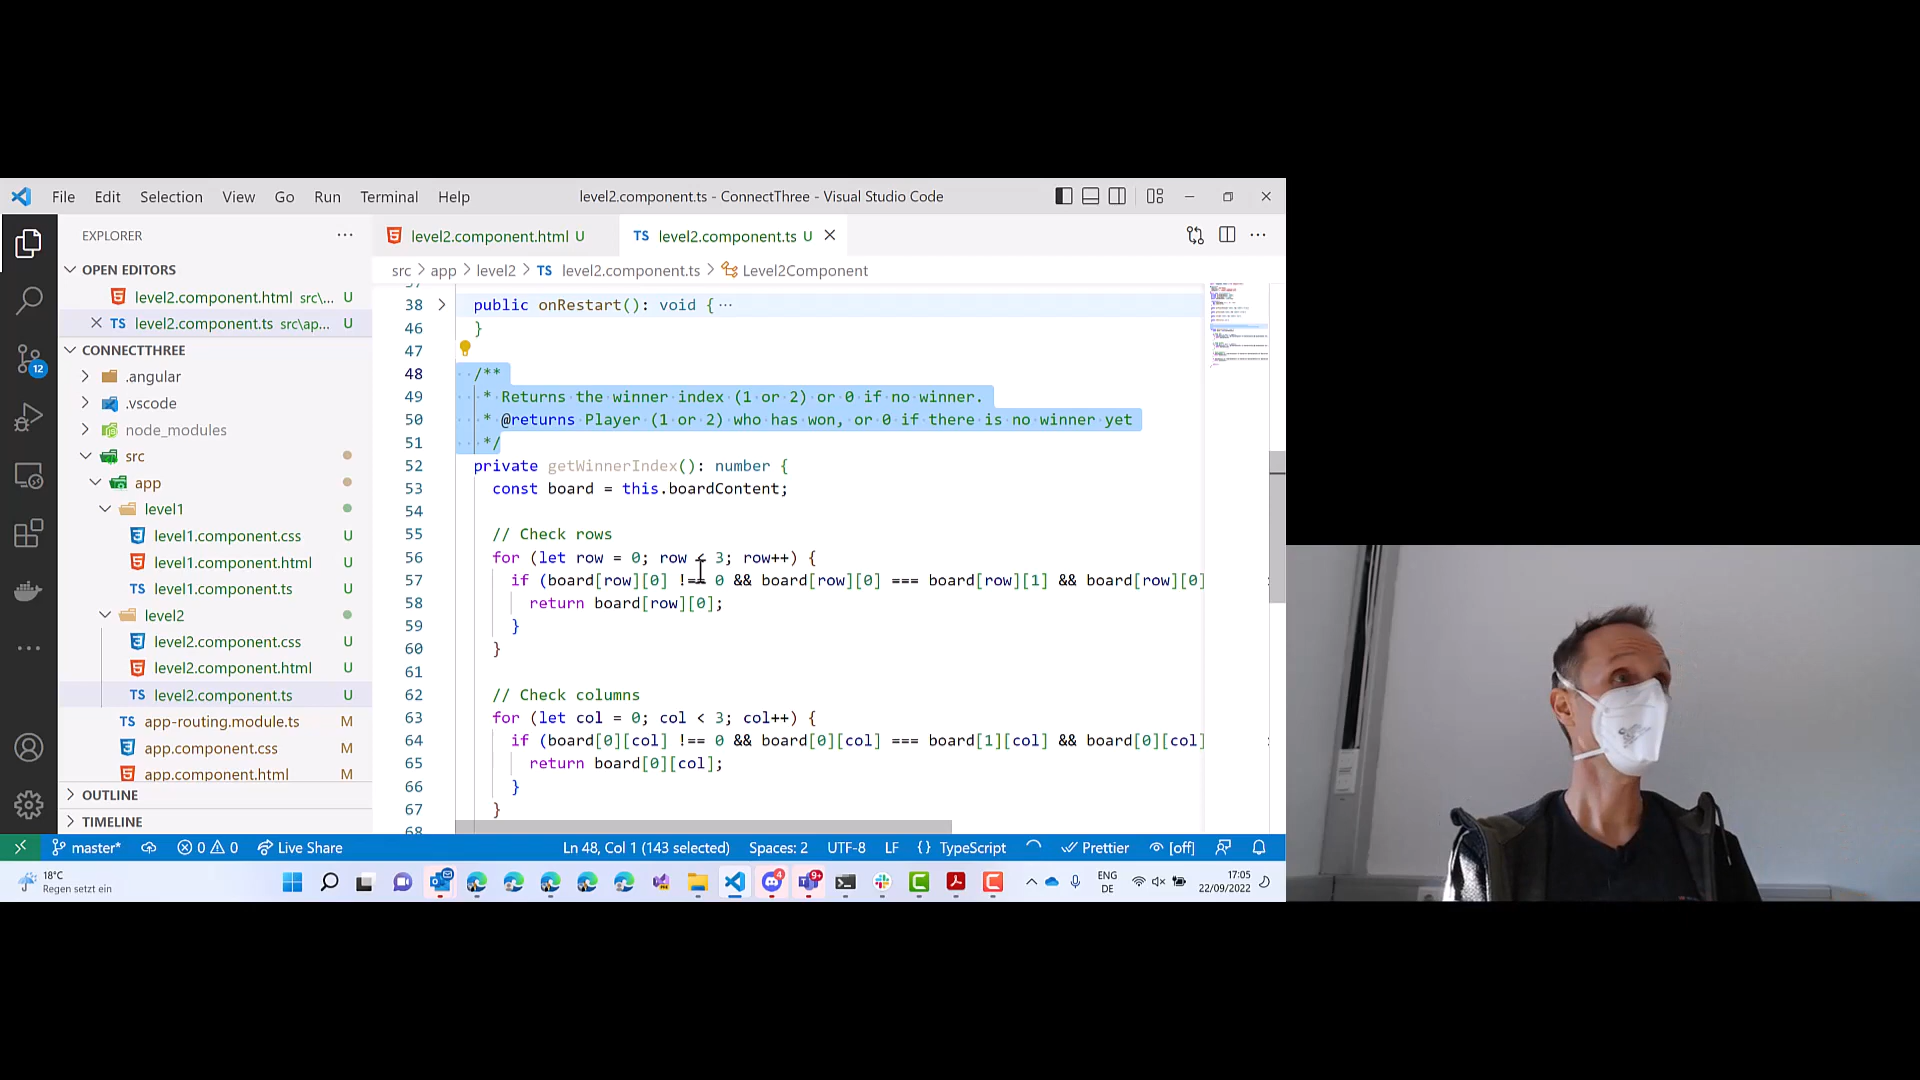 File Edit Selection View Go Run Terminal Help
level2.component.ts - ConnectThree - Visual Studio Code
EXPLORER
OPEN EDITORS
level2.component.html src\... U
TS level2.component.ts src\ap... U
CONNECTTHREE
.angular
.vscode
node_modules
src
app
level1
level1.component.css U
level1.component.html U
TS level1.component.ts U
level2
level2.component.css U
level2.component.html U
TS level2.component.ts U
TS app-routing.module.ts M
app.component.css M
app.component.html M
OUTLINE
TIMELINE
12
level2.component.html U
TS level2.component.ts U
src > app > level2 > TS level2.component.ts > Level2Component
38 public onRestart(): void { ...
46 }
47
48 /**
49 * Returns the winner index (1 or 2) or 0 if no winner.
50 * @returns Player (1 or 2) who has won, or 0 if there is no winner yet
51 */
52 private getWinnerIndex(): number {
53 const board = this.boardContent;
54
55 // Check rows
56 for (let row = 0; row < 3; row++) {
57 if (board[row][0] !== 0 && board[row][0] === board[row][1] && board[row][0]
58 return board[row][0];
59 }
60 }
61
62 // Check columns
63 for (let col = 0; col < 3; col++) {
64 if (board[0][col] !== 0 && board[0][col] === board[1][col] && board[0][col]
65 return board[0][col];
66 }
67 }
68
master* 0 0 Live Share Ln 48, Col 1 (143 selected) Spaces: 2 UTF-8 LF {} TypeScript Prettier [off]
18°C
Regen setzt ein
4
9+
ENG
DE
17:05
22/09/2022